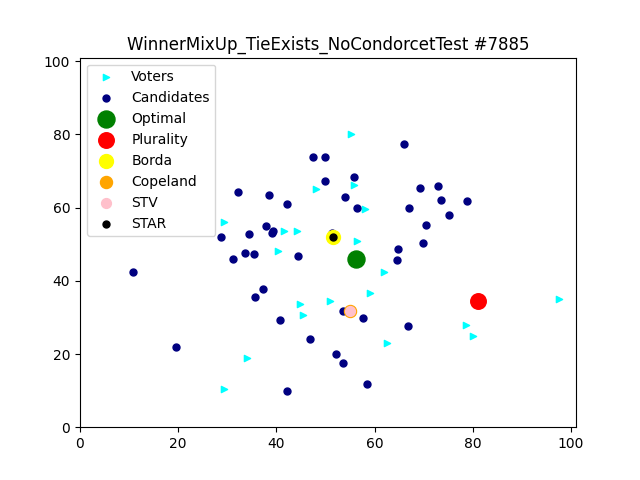 WinnerMixUp_TieExists_NoCondorcetTest #7885
100
80
60
40
20
0
Voters
Candidates
Optimal
Plurality
Borda
Copeland
STV
STAR
0 20 40 60 80 100